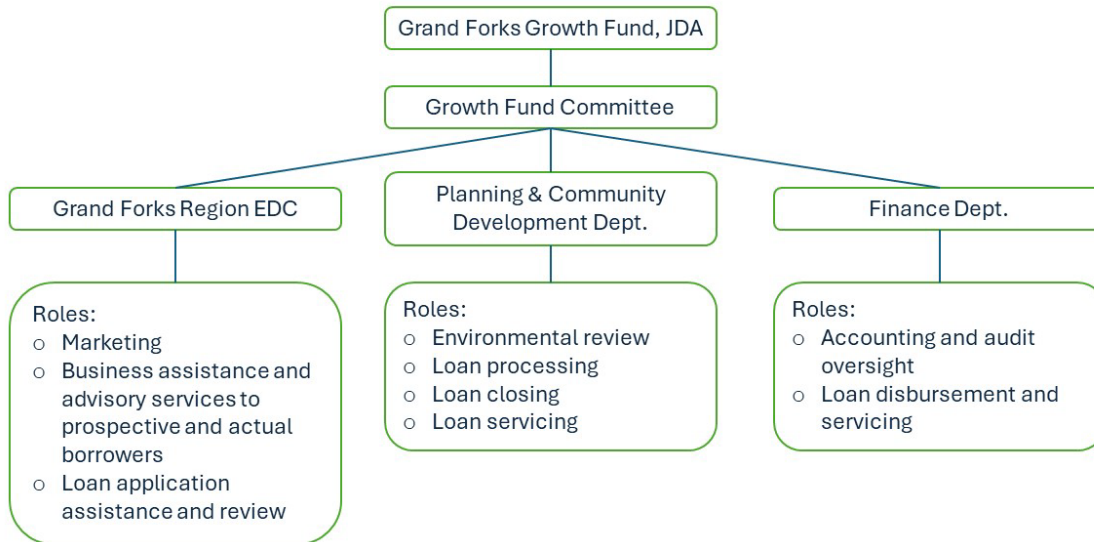 Grand Forks Growth Fund, JDA
Growth Fund Committee
Grand Forks Region EDC
Planning & Community
Development Dept.
Finance Dept.
Roles:
o Marketing
o Business assistance and
advisory services to
prospective and actual
borrowers
o Loan application
assistance and review
Roles:
o Environmental review
o Loan processing
o Loan closing
o Loan servicing
Roles:
o Accounting and audit
oversight
o Loan disbursement and
servicing